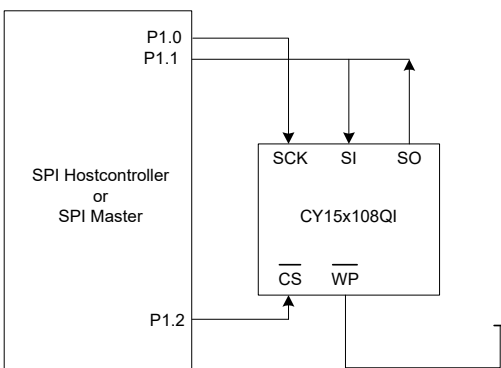 P1.0
P1.1
SPI Hostcontroller
or
SPI Master
SCK SI SO
CY15x108QI
CS WP
P1.2